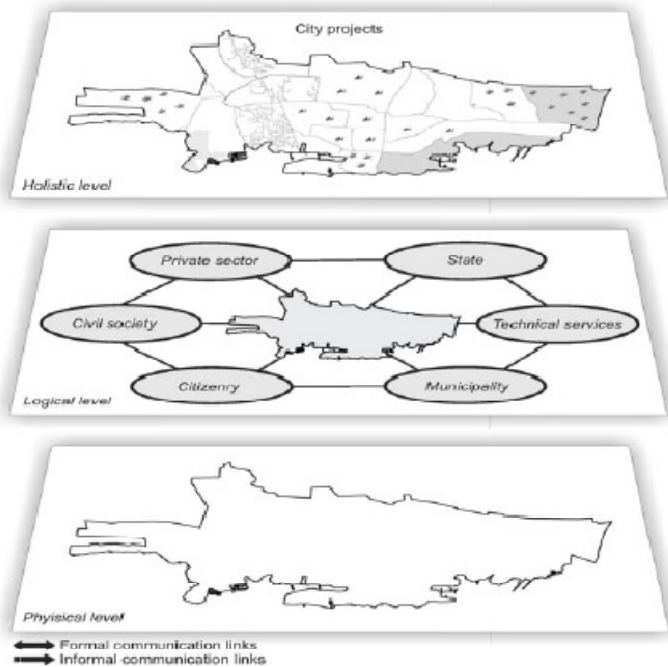 City projects
Holistic level
Private sector
State
Civil society
Technical services
Citizenry
Municipality
Logical level
Phyisical level
Formal communication links
Informal communication links